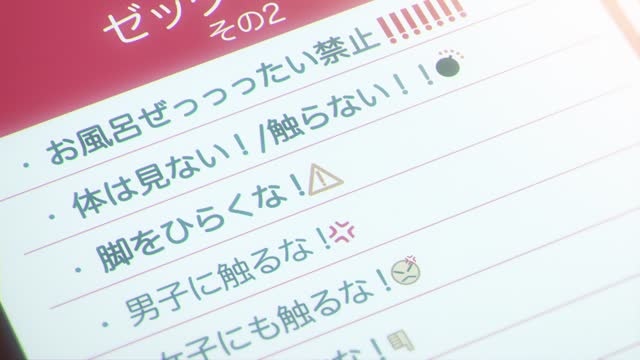 ゼッ
その2
・お風呂ぜっっったい禁止!!!!!!!
・体は見ない!/触らない!!
・脚をひらくな!
・男子に触るな!
・女子にも触るな!